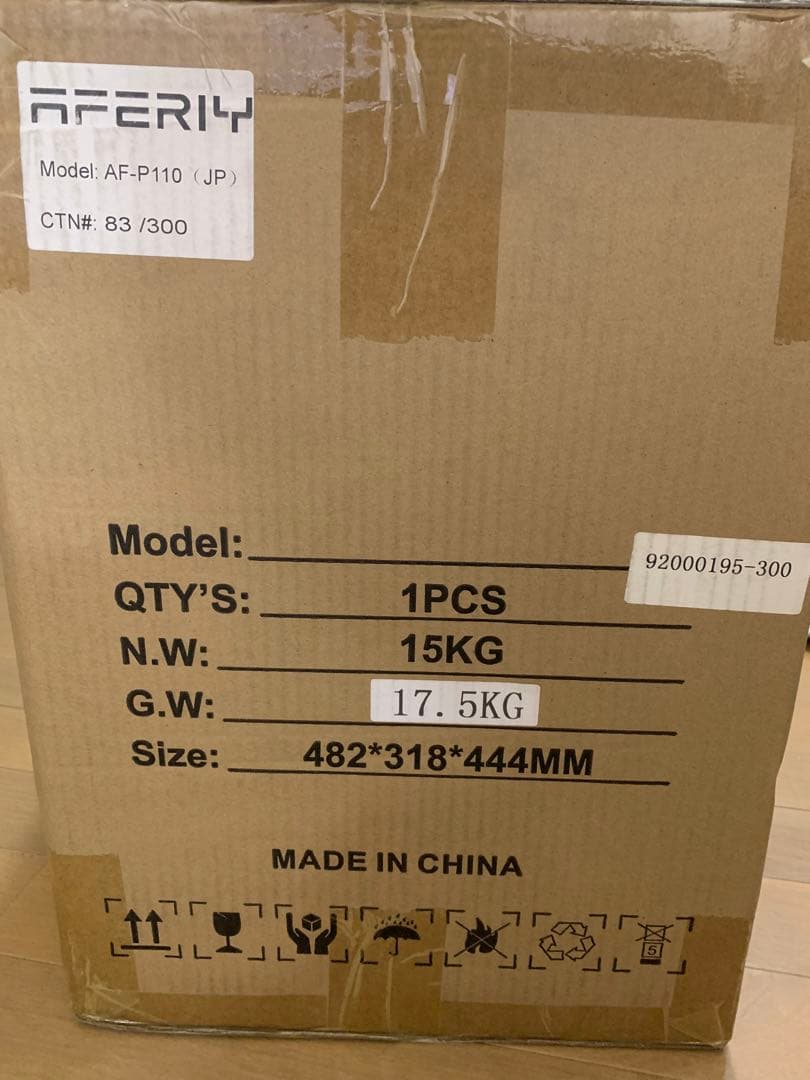 AFERIY
Model: AF-P110（JP）
CTN#: 83 /300
Model:
92000195-300
QTY'S: 1PCS
N.W: 15KG
G.W: 17.5KG
Size: 482*318*444MM
MADE IN CHINA
5